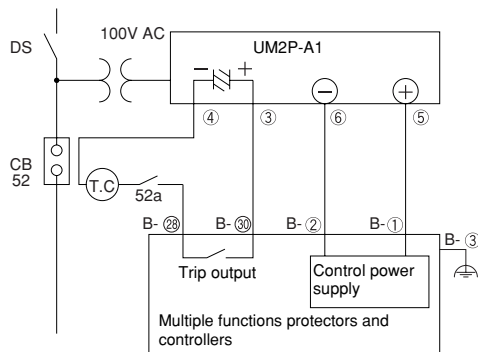 DS
100V AC
UM2P-A1
− +
− +
④ ③ ⑥ ⑤
CB
52
T.C
52a
B-㉘ B-㉚ B-② B-①
B-③
Trip output
Control power
supply
Multiple functions protectors and
controllers